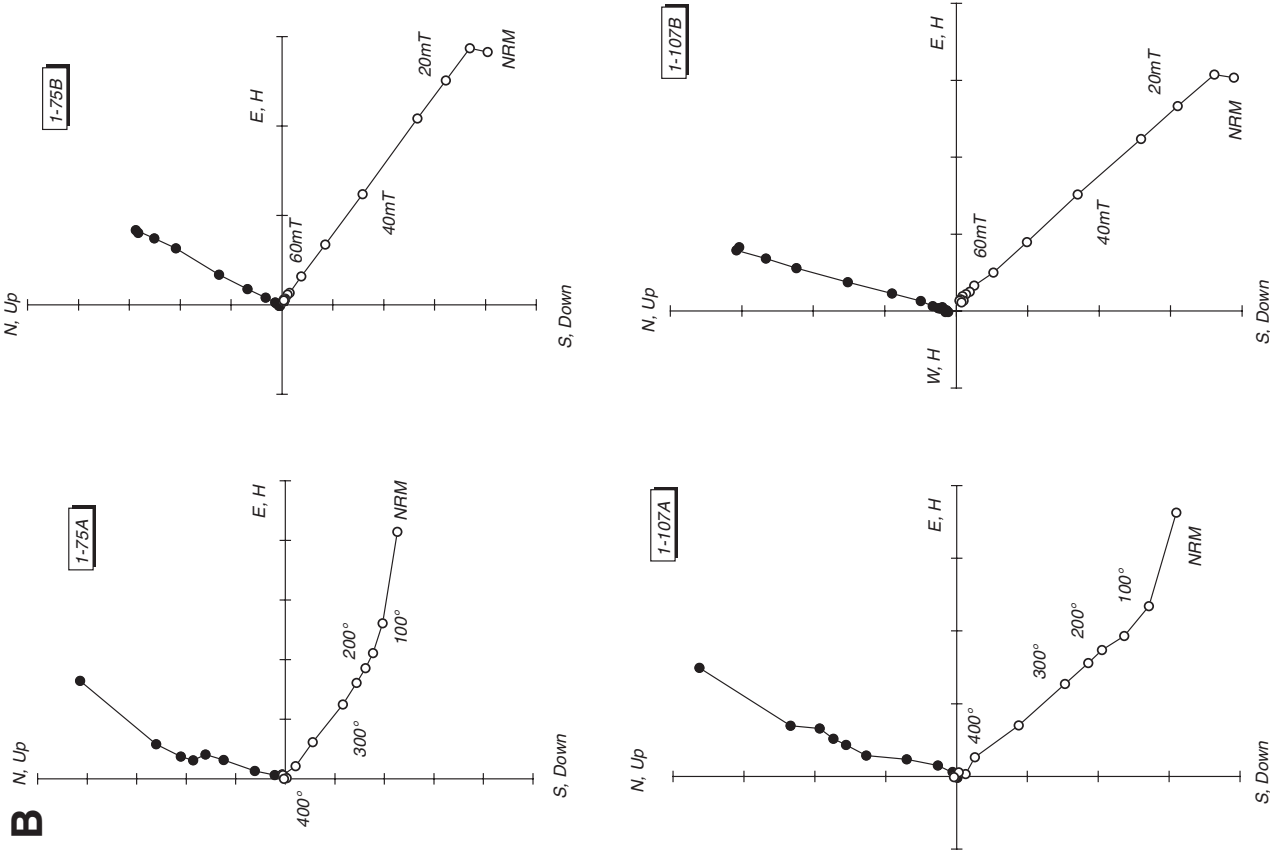 B
1-75A
N, Up
E, H
S, Down
NRM
100°
200°
300°
400°
1-75B
N, Up
E, H
S, Down
NRM
20mT
40mT
60mT
1-107A
N, Up
E, H
S, Down
NRM
100°
200°
300°
400°
1-107B
N, Up
E, H
W, H
S, Down
NRM
20mT
40mT
60mT